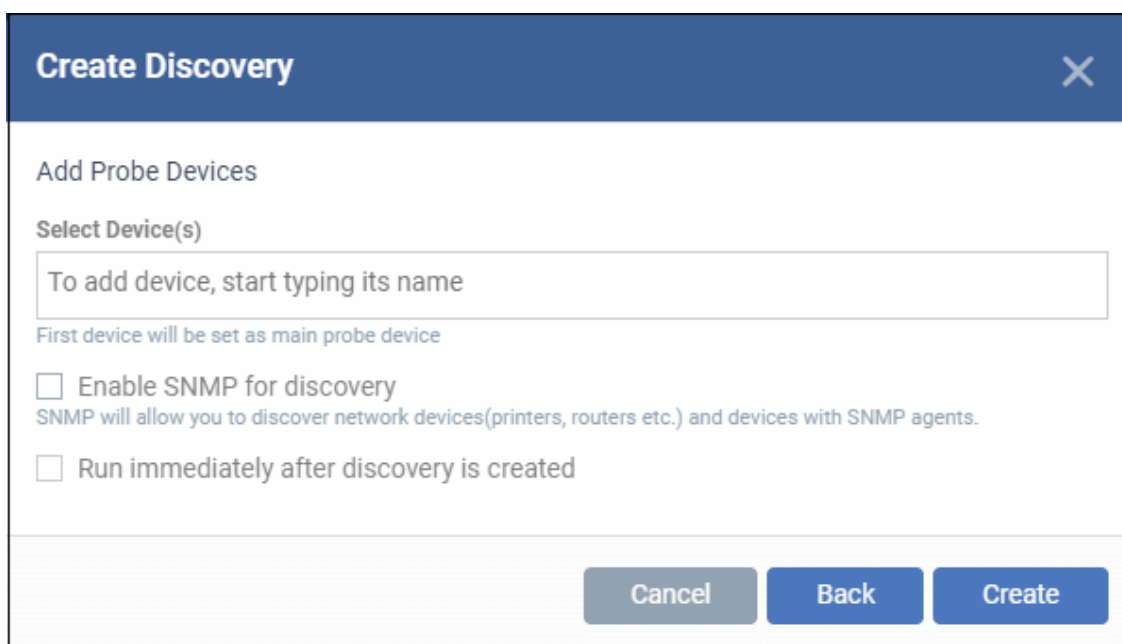 Create Discovery
Add Probe Devices
Select Device(s)
To add device, start typing its name
First device will be set as main probe device
Enable SNMP for discovery
SNMP will allow you to discover network devices(printers, routers etc.) and devices with SNMP agents.
Run immediately after discovery is created
Cancel Back Create